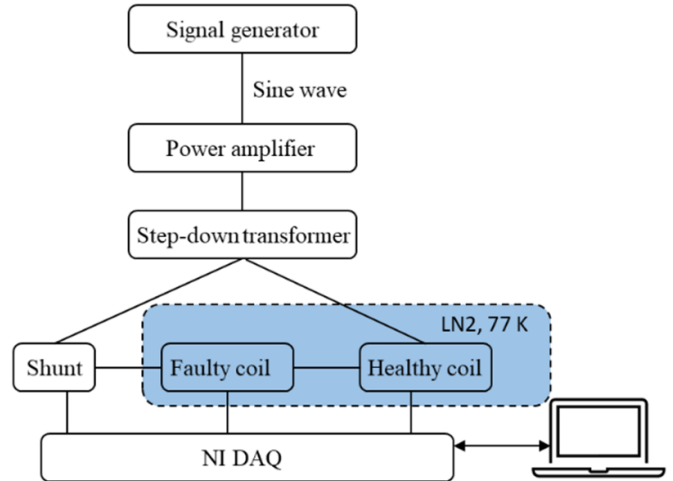 Signal generator
Sine wave
Power amplifier
Step-down transformer
LN2, 77 K
Shunt
Faulty coil
Healthy coil
NI DAQ